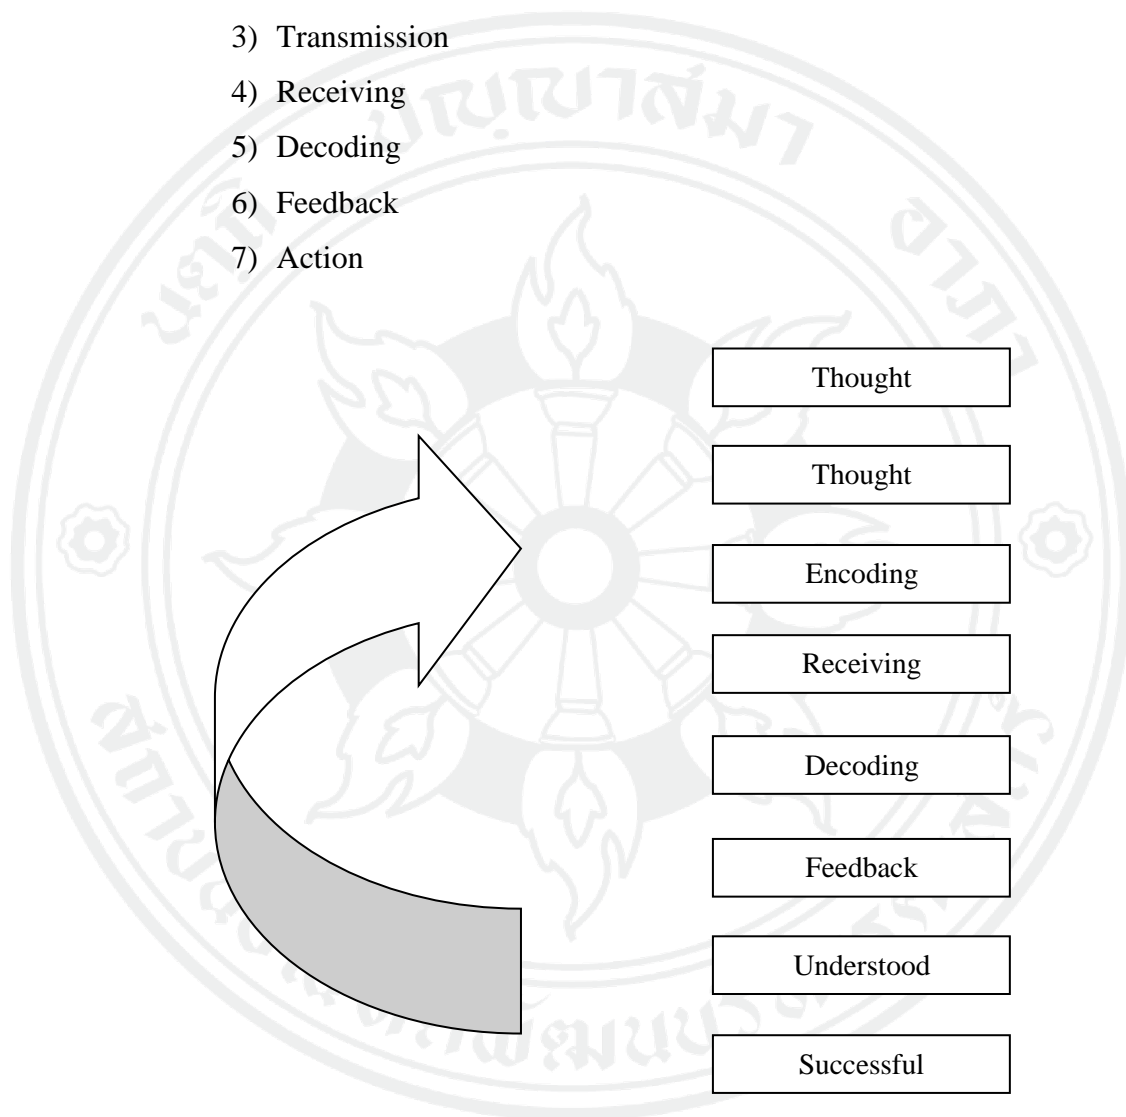 3) Transmission
4) Receiving
5) Decoding
6) Feedback
7) Action
Thought
Thought
Encoding
Receiving
Decoding
Feedback
Understood
Successful